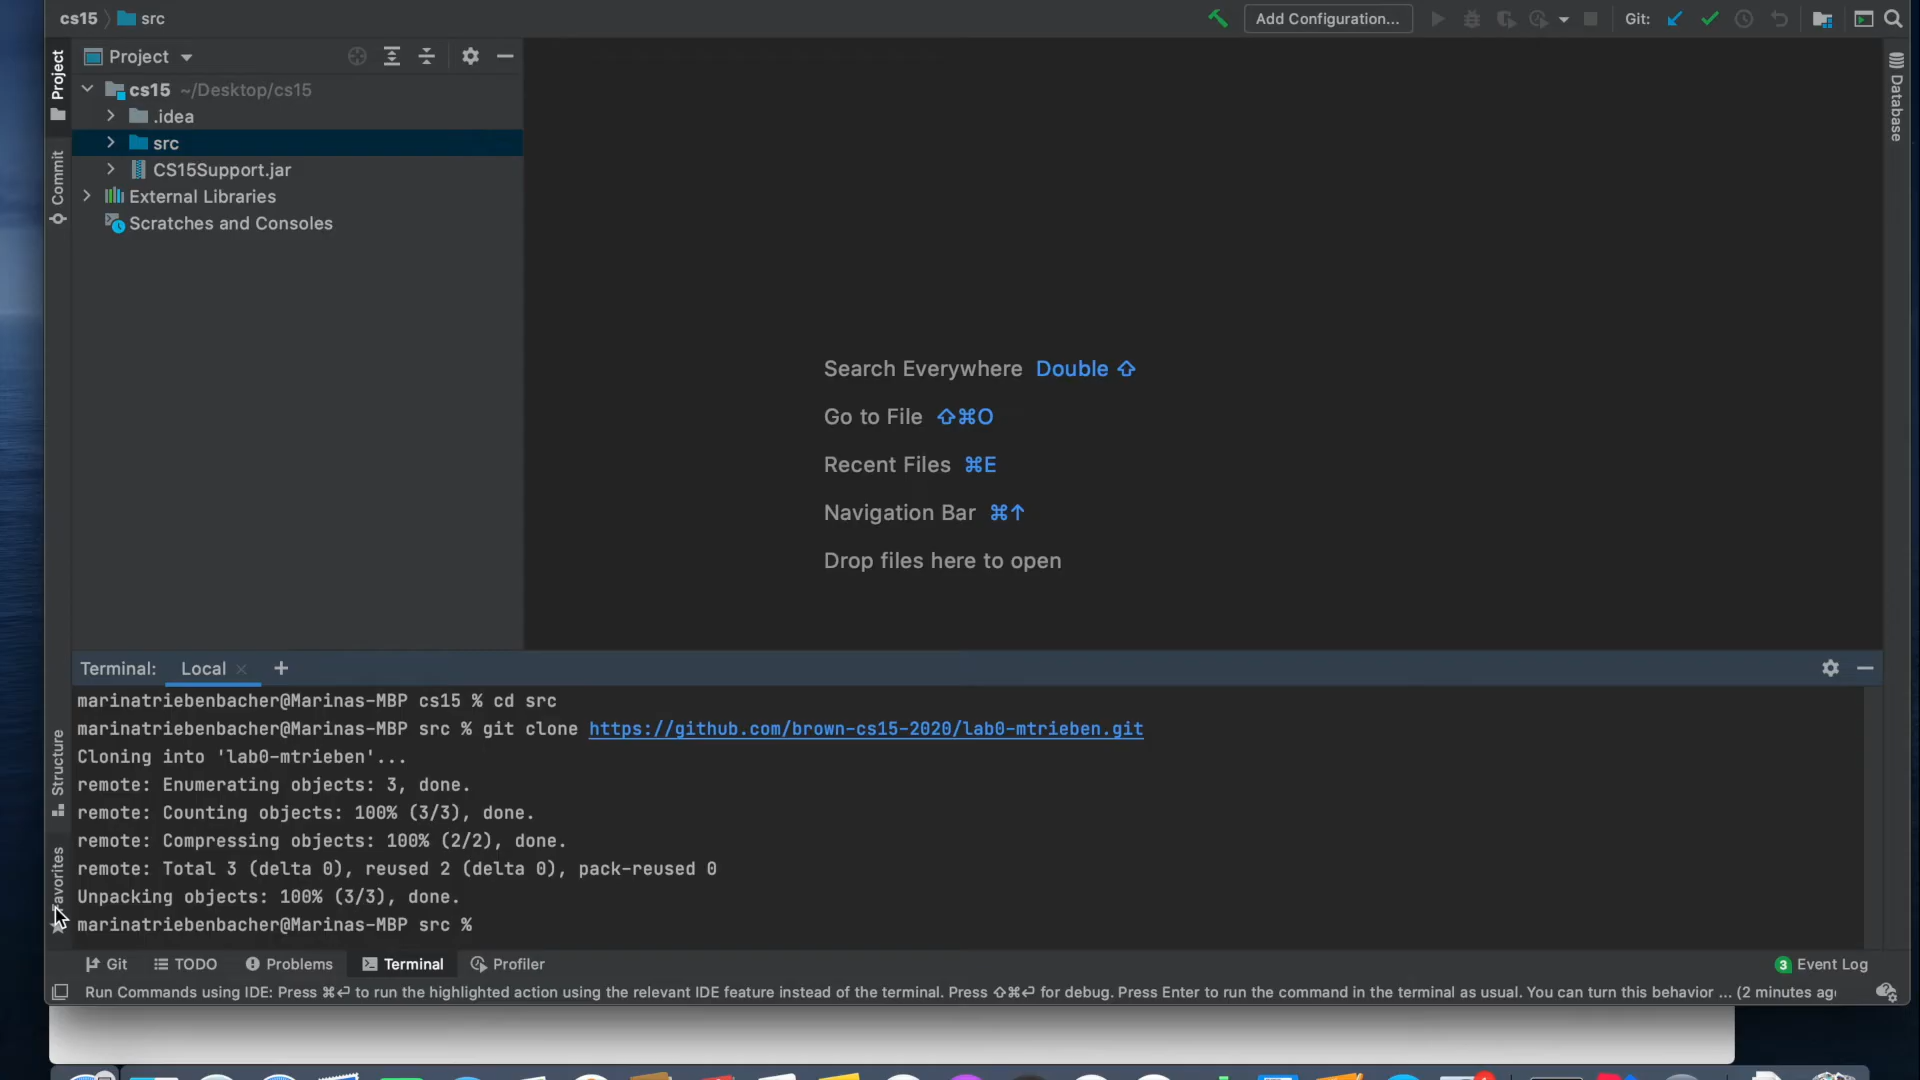 cs15 src
Add Configuration...
Git:
Project
Project
cs15 ~/Desktop/cs15
.idea
src
CS15Support.jar
External Libraries
Scratches and Consoles
Commit
Structure
Favorites
Database
Search Everywhere Double ⇧
Go to File ⇧⌘O
Recent Files ⌘E
Navigation Bar ⌘↑
Drop files here to open
Terminal: Local × +
marinatriebenbacher@Marinas-MBP cs15 % cd src
marinatriebenbacher@Marinas-MBP src % git clone https://github.com/brown-cs15-2020/lab0-mtrieben.git
Cloning into 'lab0-mtrieben'...
remote: Enumerating objects: 3, done.
remote: Counting objects: 100% (3/3), done.
remote: Compressing objects: 100% (2/2), done.
remote: Total 3 (delta 0), reused 2 (delta 0), pack-reused 0
Unpacking objects: 100% (3/3), done.
marinatriebenbacher@Marinas-MBP src %
Git TODO Problems Terminal Profiler
3 Event Log
Run Commands using IDE: Press ⌘⏎ to run the highlighted action using the relevant IDE feature instead of the terminal. Press ⇧⌘⏎ for debug. Press Enter to run the command in the terminal as usual. You can turn this behavior ... (2 minutes ag